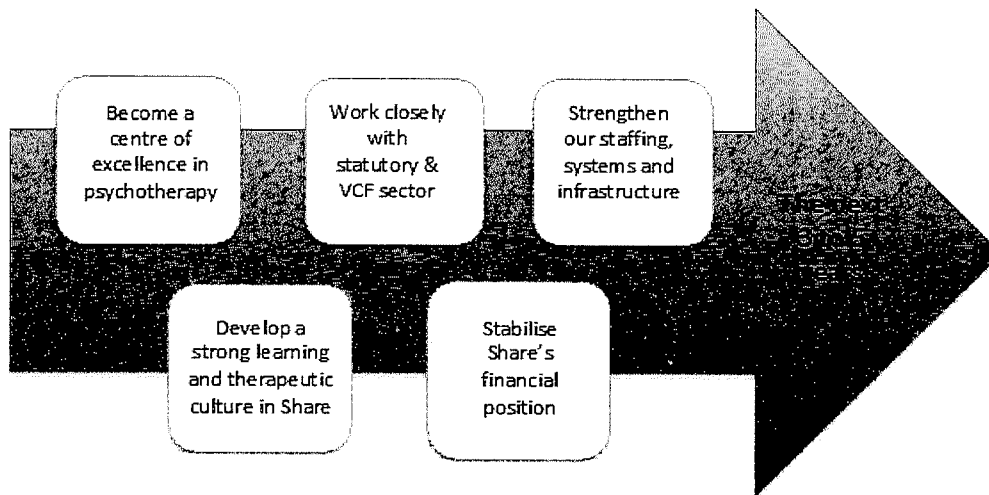 Become a
centre of
excellence in
psychotherapy
Work closely
with
statutory &
VCF sector
Strengthen
our staffing,
systems and
infrastructure
Develop a
strong learning
and therapeutic
culture in Share
Stabilise
Share's
financial
position